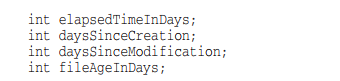 int elapsedTimeInDays;
int daysSinceCreation;
int daysSinceModification;
int fileAgeInDays;